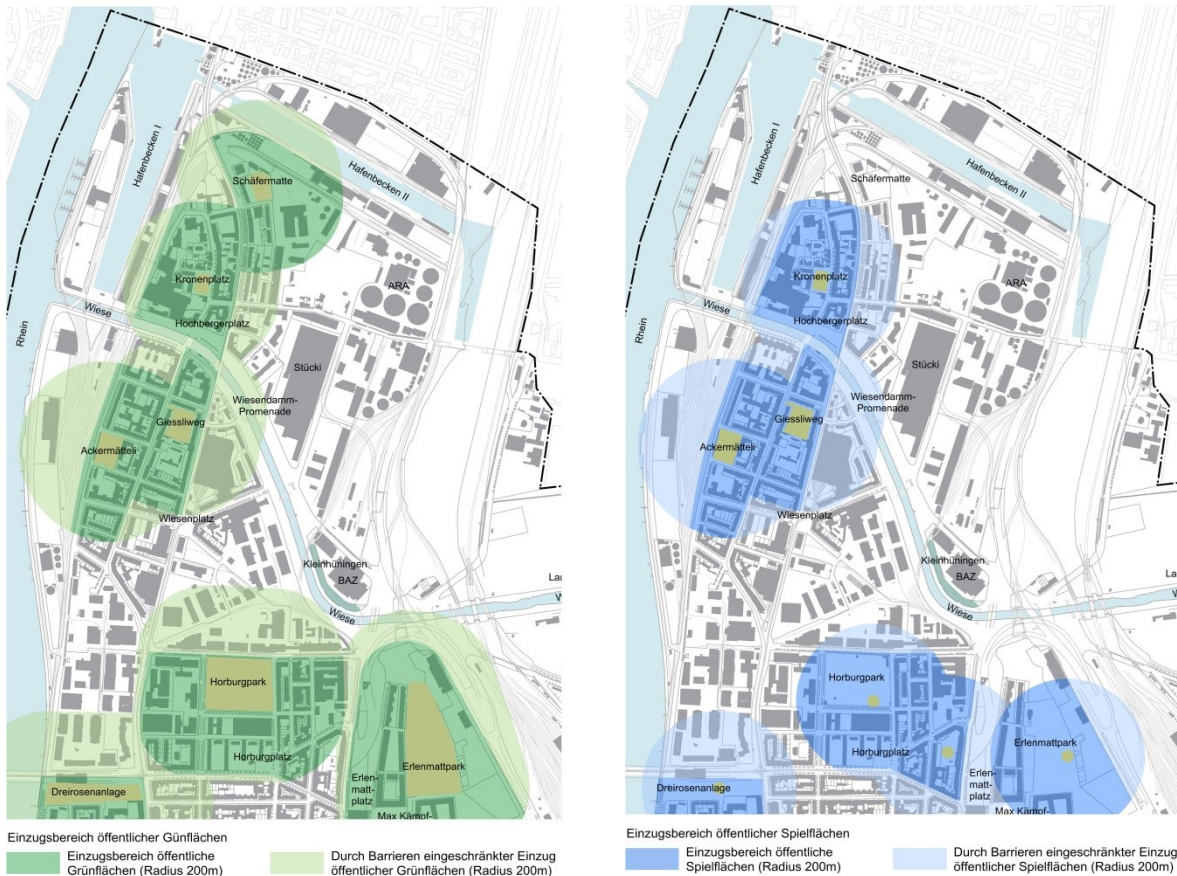 Hafenbecken I
Hafenbecken II
Schäfermatte
Kronenplatz
ARA
Wiese
Hochbergerplatz
Rhein
Stücki
Wiesendamm-
Promenade
Giessliweg
Ackermätteli
Wiesenplatz
Kleinhüningen
BAZ
Wiese
Horburgpark
Horburgplatz
Erlenmattpark
Erlen-
matt-
platz
Dreirosenanlage
Max Kämpf-
Einzugsbereich öffentlicher Günflächen
Einzugsbereich öffentliche
Grünflächen (Radius 200m)
Durch Barrieren eingeschränkter Einzug
öffentlicher Grünflächen (Radius 200m)
Hafenbecken I
Hafenbecken II
Schäfermatte
Kronenplatz
ARA
Wiese
Hochbergerplatz
Rhein
Stücki
Wiesendamm-
Promenade
Giessliweg
Ackermätteli
Wiesenplatz
Kleinhüningen
BAZ
Wiese
Horburgpark
Horburgplatz
Erlenmattpark
Erlen-
matt-
platz
Dreirosenanlage
Max Kämpf-
Einzugsbereich öffentlicher Spielflächen
Einzugsbereich öffentliche
Spielflächen (Radius 200m)
Durch Barrieren eingeschränkter Einzug
öffentlicher Spielflächen (Radius 200m)